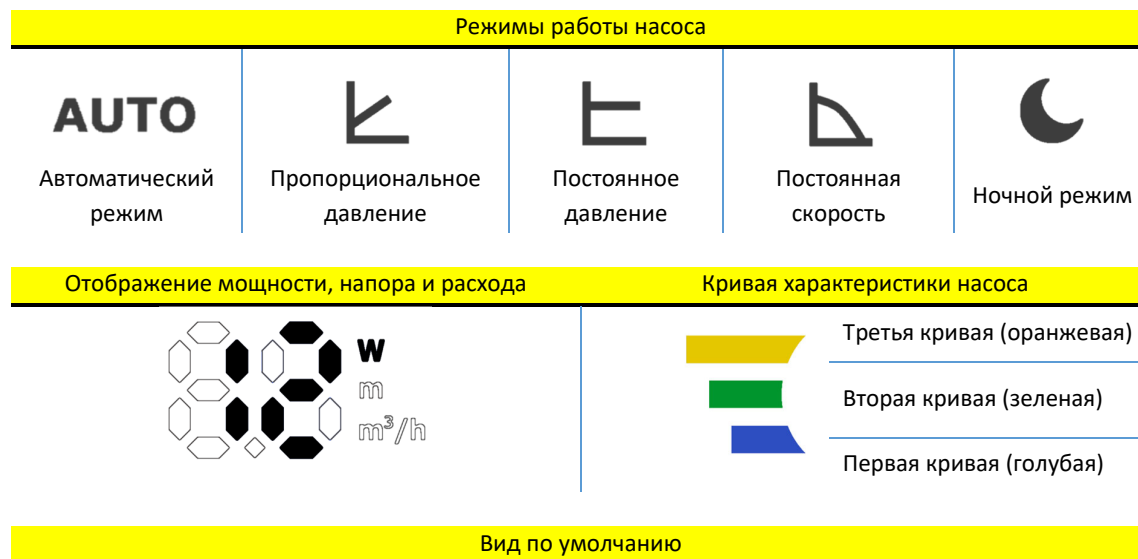 Режимы работы насоса
AUTO
Автоматический
режим
Пропорциональное
давление
Постоянное
давление
Постоянная
скорость
Ночной режим
Отображение мощности, напора и расхода
Кривая характеристики насоса
12 W
m
m³/h
Третья кривая (оранжевая)
Вторая кривая (зеленая)
Первая кривая (голубая)
Вид по умолчанию